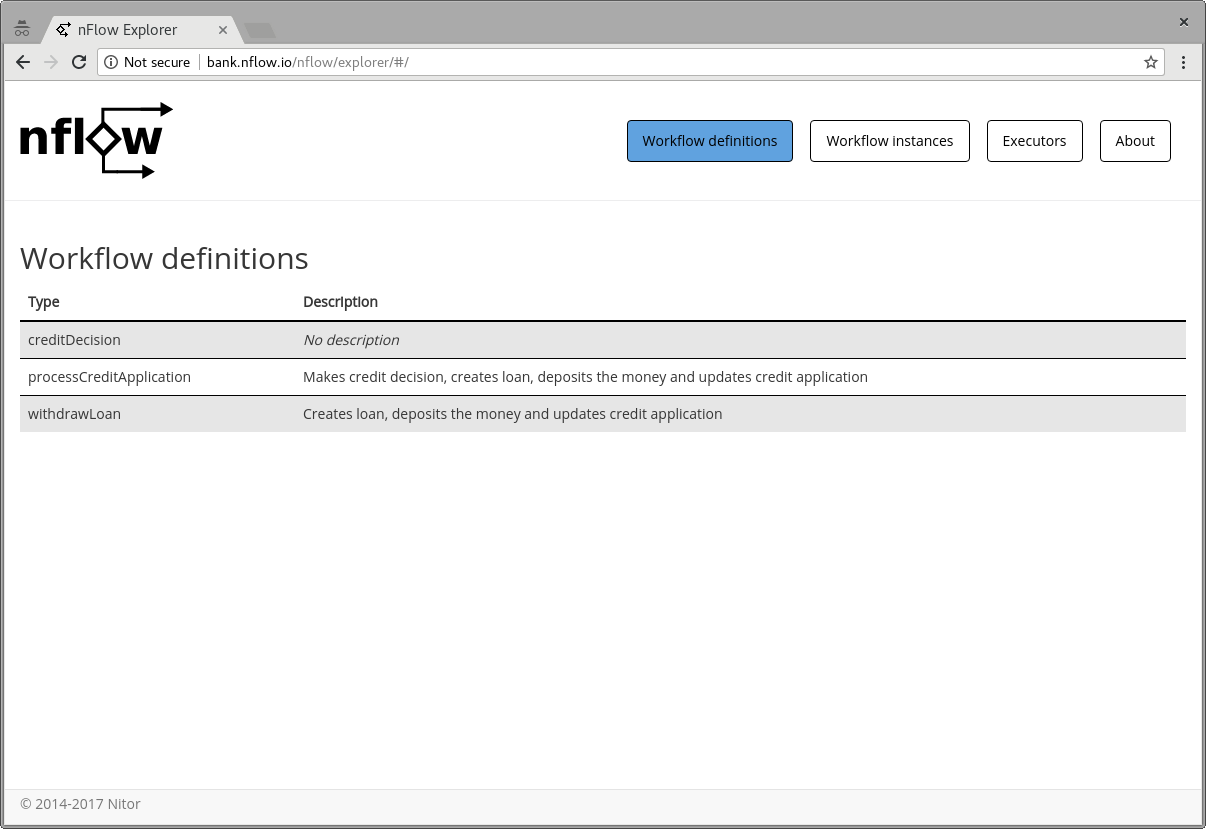 nFlow Explorer
Not secure bank.nflow.io/nflow/explorer/#/
nflow
Workflow definitions Workflow instances Executors About
Workflow definitions
Type Description
creditDecision No description
processCreditApplication Makes credit decision, creates loan, deposits the money and updates credit application
withdrawLoan Creates loan, deposits the money and updates credit application
© 2014-2017 Nitor